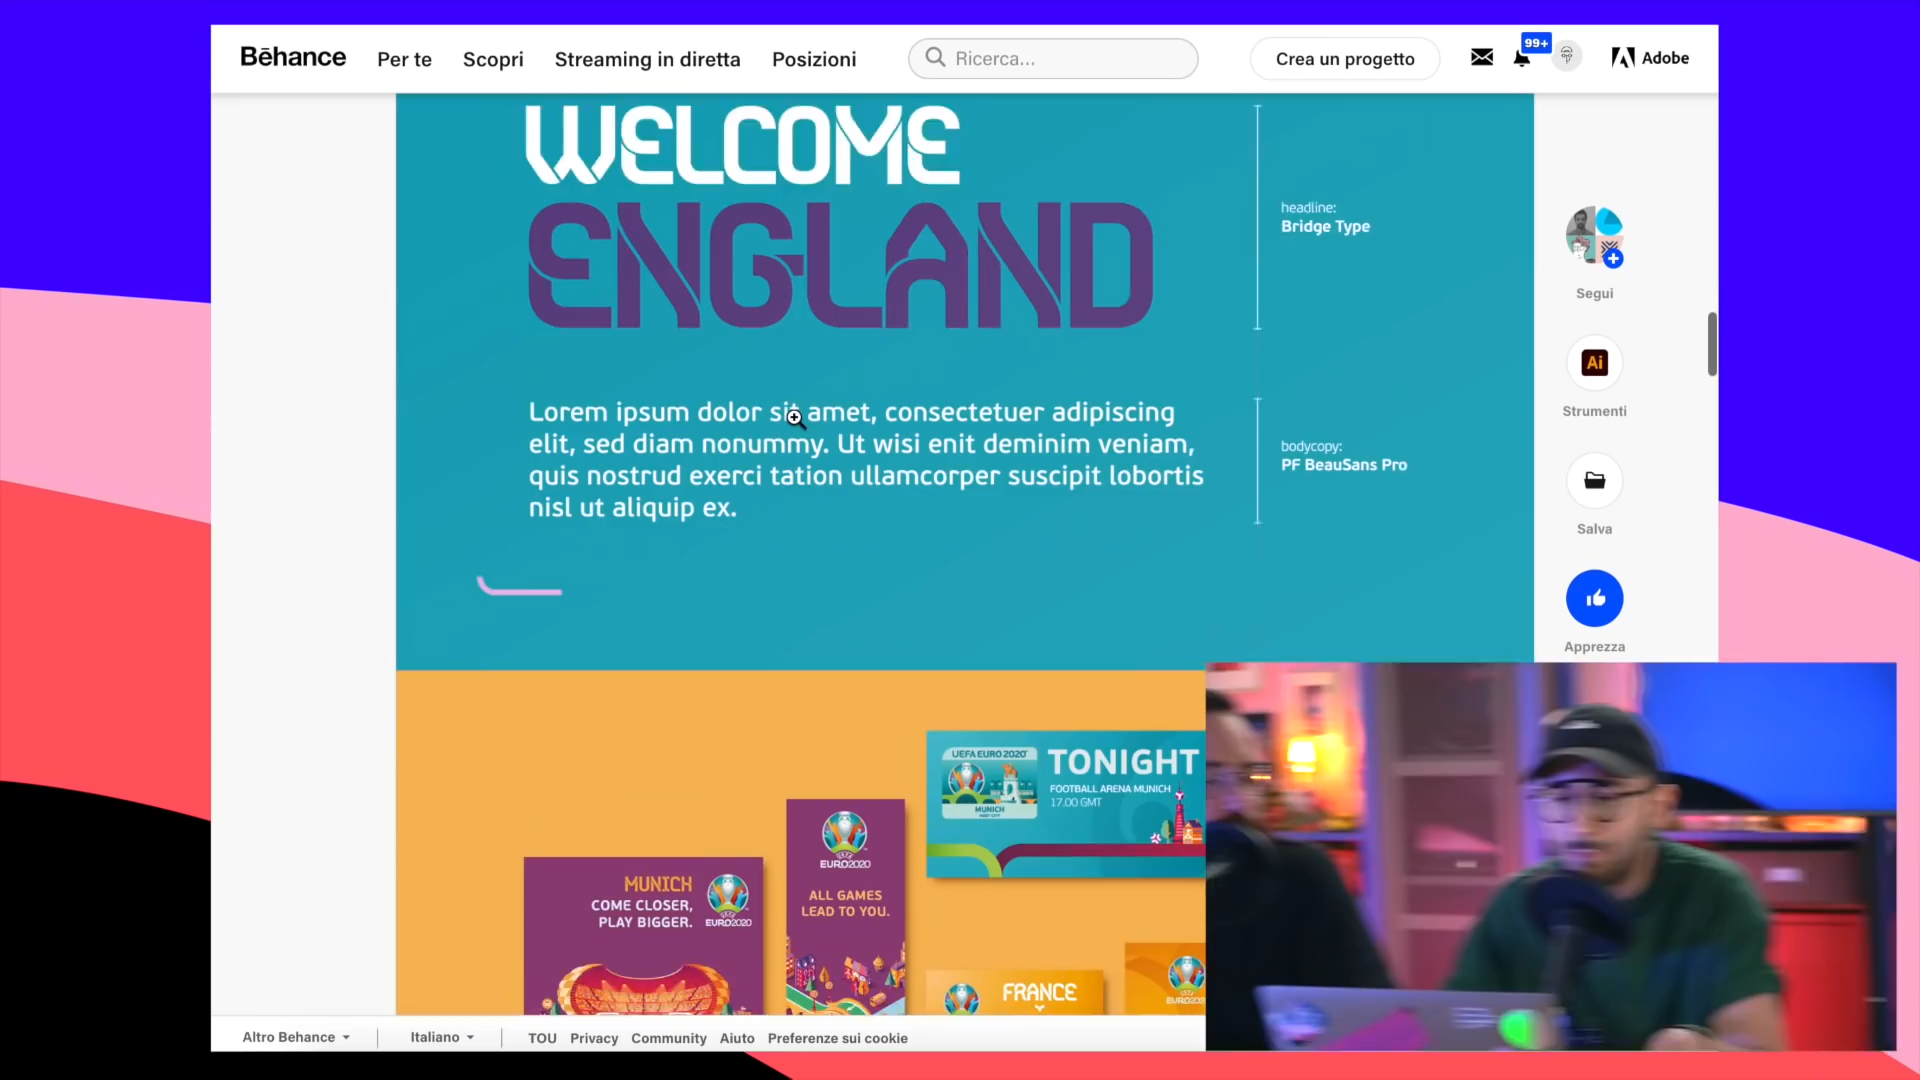 Bēhance
Per te
Scopri
Streaming in diretta
Posizioni
Ricerca...
Crea un progetto
99+
Adobe
WELCOME
ENGLAND
headline:
Bridge Type
Lorem ipsum dolor sit amet, consectetuer adipiscing
elit, sed diam nonummy. Ut wisi enit deminim veniam,
quis nostrud exerci tation ullamcorper suscipit lobortis
nisl ut aliquip ex.
bodycopy:
PF BeauSans Pro
Segui
Ai
Strumenti
Salva
Apprezza
UEFA EURO 2020
MUNICH
HOST CITY
TONIGHT
FOOTBALL ARENA MUNICH
17.00 GMT
EURO2020
ALL GAMES
LEAD TO YOU.
MUNICH
COME CLOSER,
PLAY BIGGER.
EURO2020
FRANCE
EURO202
Altro Behance
Italiano
TOU
Privacy
Community
Aiuto
Preferenze sui cookie